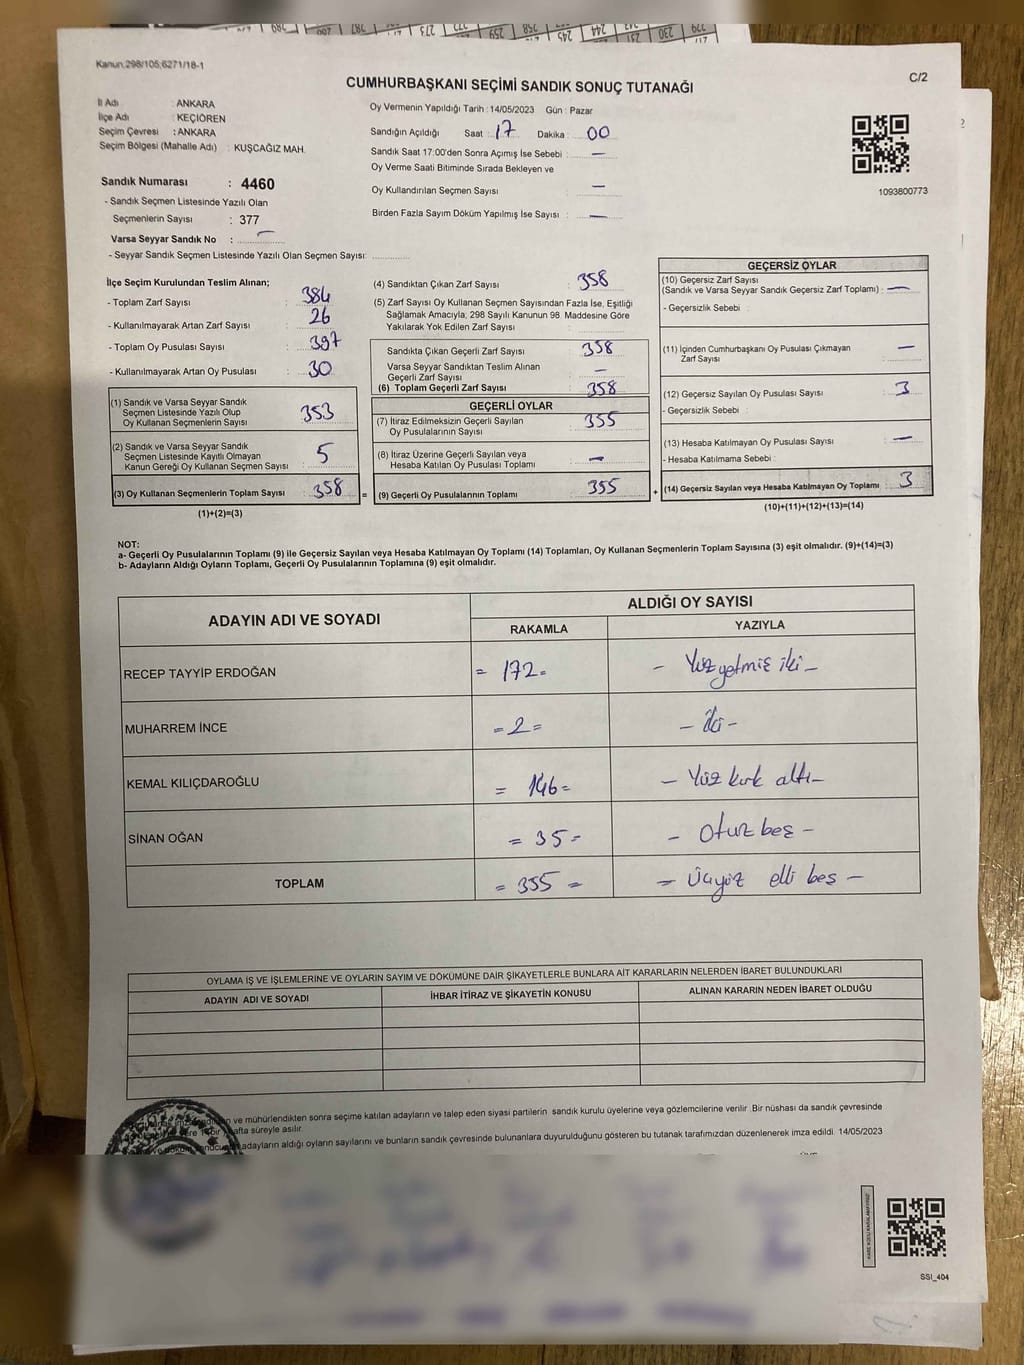 Kanun:298/105;6271/18-1
C/2
CUMHURBAŞKANI SEÇİMİ SANDIK SONUÇ TUTANAĞI
İl Adı : ANKARA
İlçe Adı : KEÇİÖREN
Seçim Çevresi : ANKARA
Seçim Bölgesi (Mahalle Adı) : KUŞCAĞIZ MAH.
Sandık Numarası : 4460
- Sandık Seçmen Listesinde Yazılı Olan
Seçmenlerin Sayısı : 377
Varsa Seyyar Sandık No : –
- Seyyar Sandık Seçmen Listesinde Yazılı Olan Seçmen Sayısı:
Oy Vermenin Yapıldığı Tarih : 14/05/2023 Gün : Pazar
Sandığın Açıldığı Saat : 17 Dakika : 00
Sandık Saat 17:00'den Sonra Açımış İse Sebebi : –
Oy Verme Saati Bitiminde Sırada Bekleyen ve
Oy Kullandırılan Seçmen Sayısı –
Birden Fazla Sayım Döküm Yapılmış İse Sayısı : –
1093800773
İlçe Seçim Kurulundan Teslim Alınan;
- Toplam Zarf Sayısı : 384
- Kullanılmayarak Artan Zarf Sayısı : 26
- Toplam Oy Pusulası Sayısı : 397
- Kullanılmayarak Artan Oy Pusulası : 30
(1) Sandık ve Varsa Seyyar Sandık
Seçmen Listesinde Yazılı Olup
Oy Kullanan Seçmenlerin Sayısı : 353
(2) Sandık ve Varsa Seyyar Sandık
Seçmen Listesinde Kayıtlı Olmayan
Kanun Gereği Oy Kullanan Seçmen Sayısı : 5
(3) Oy Kullanan Seçmenlerin Toplam Sayısı : 358 =
(1)+(2)=(3)
(4) Sandıktan Çıkan Zarf Sayısı : 358
(5) Zarf Sayısı Oy Kullanan Seçmen Sayısından Fazla İse, Eşitliği
Sağlamak Amacıyla; 298 Sayılı Kanunun 98. Maddesine Göre
Yakılarak Yok Edilen Zarf Sayısı :
Sandıkta Çıkan Geçerli Zarf Sayısı : 358
Varsa Seyyar Sandıktan Teslim Alınan
Geçerli Zarf Sayısı : –
(6) Toplam Geçerli Zarf Sayısı : 358
GEÇERLİ OYLAR
(7) İtiraz Edilmeksizin Geçerli Sayılan
Oy Pusulalarının Sayısı : 355
(8) İtiraz Üzerine Geçerli Sayılan veya
Hesaba Katılan Oy Pusulası Toplamı : –
(9) Geçerli Oy Pusulalarının Toplamı : 355 +
GEÇERSİZ OYLAR
(10) Geçersiz Zarf Sayısı
(Sandık ve Varsa Seyyar Sandık Geçersiz Zarf Toplamı) : –
- Geçersizlik Sebebi :
(11) İçinden Cumhurbaşkanı Oy Pusulası Çıkmayan
Zarf Sayısı –
(12) Geçersiz Sayılan Oy Pusulası Sayısı : 3
- Geçersizlik Sebebi :
(13) Hesaba Katılmayan Oy Pusulası Sayısı : –
- Hesaba Katılmama Sebebi :
(14) Geçersiz Sayılan veya Hesaba Katılmayan Oy Toplamı : 3
(10)+(11)+(12)+(13)=(14)
NOT:
a- Geçerli Oy Pusulalarının Toplamı (9) ile Geçersiz Sayılan veya Hesaba Katılmayan Oy Toplamı (14) Toplamları, Oy Kullanan Seçmenlerin Toplam Sayısına (3) eşit olmalıdır. (9)+(14)=(3)
b- Adayların Aldığı Oyların Toplamı, Geçerli Oy Pusulalarının Toplamına (9) eşit olmalıdır.
ADAYIN ADI VE SOYADI
ALDIĞI OY SAYISI
RAKAMLA YAZIYLA
RECEP TAYYİP ERDOĞAN = 172 = – Yüz yetmiş iki –
MUHARREM İNCE = 2 = – iki –
KEMAL KILIÇDAROĞLU = 146 = – Yüz kırk altı –
SİNAN OĞAN = 35 = – Otuz beş –
TOPLAM = 355 = – Üçyüz elli beş –
OYLAMA İŞ VE İŞLEMLERİNE VE OYLARIN SAYIM VE DÖKÜMÜNE DAİR ŞİKAYETLERLE BUNLARA AİT KARARLARIN NELERDEN İBARET BULUNDUKLARI
ADAYIN ADI VE SOYADI İHBAR İTİRAZ VE ŞİKAYETİN KONUSU ALINAN KARARIN NEDEN İBARET OLDUĞU
ve mühürlendikten sonra seçime katılan adayların ve talep eden siyasi partilerin sandık kurulu üyelerine veya gözlemcilerine verilir .Bir nüshası da sandık çevresinde
hafta süreyle asılır.
adayların aldığı oyların sayılarını ve bunların sandık çevresinde bulunanlara duyurulduğunu gösteren bu tutanak tarafımızdan düzenlenerek imza edildi. 14/05/2023
SSİ_404